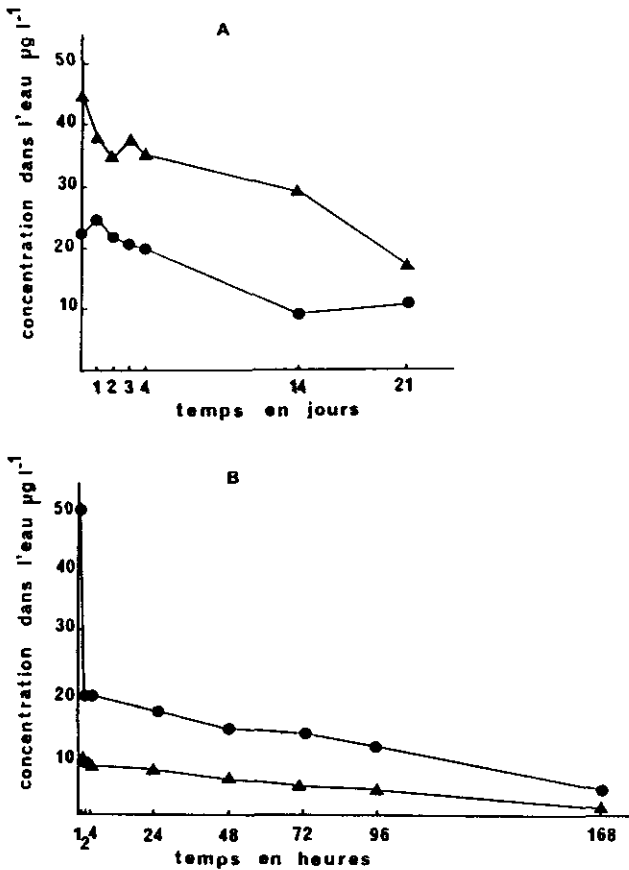 A
concentration dans l'eau µg l⁻¹
50
40
30
20
10
1 2 3 4 14 21
temps en jours
B
concentration dans l'eau µg l⁻¹
50
40
30
20
10
1 2 4 24 48 72 96 168
temps en heures